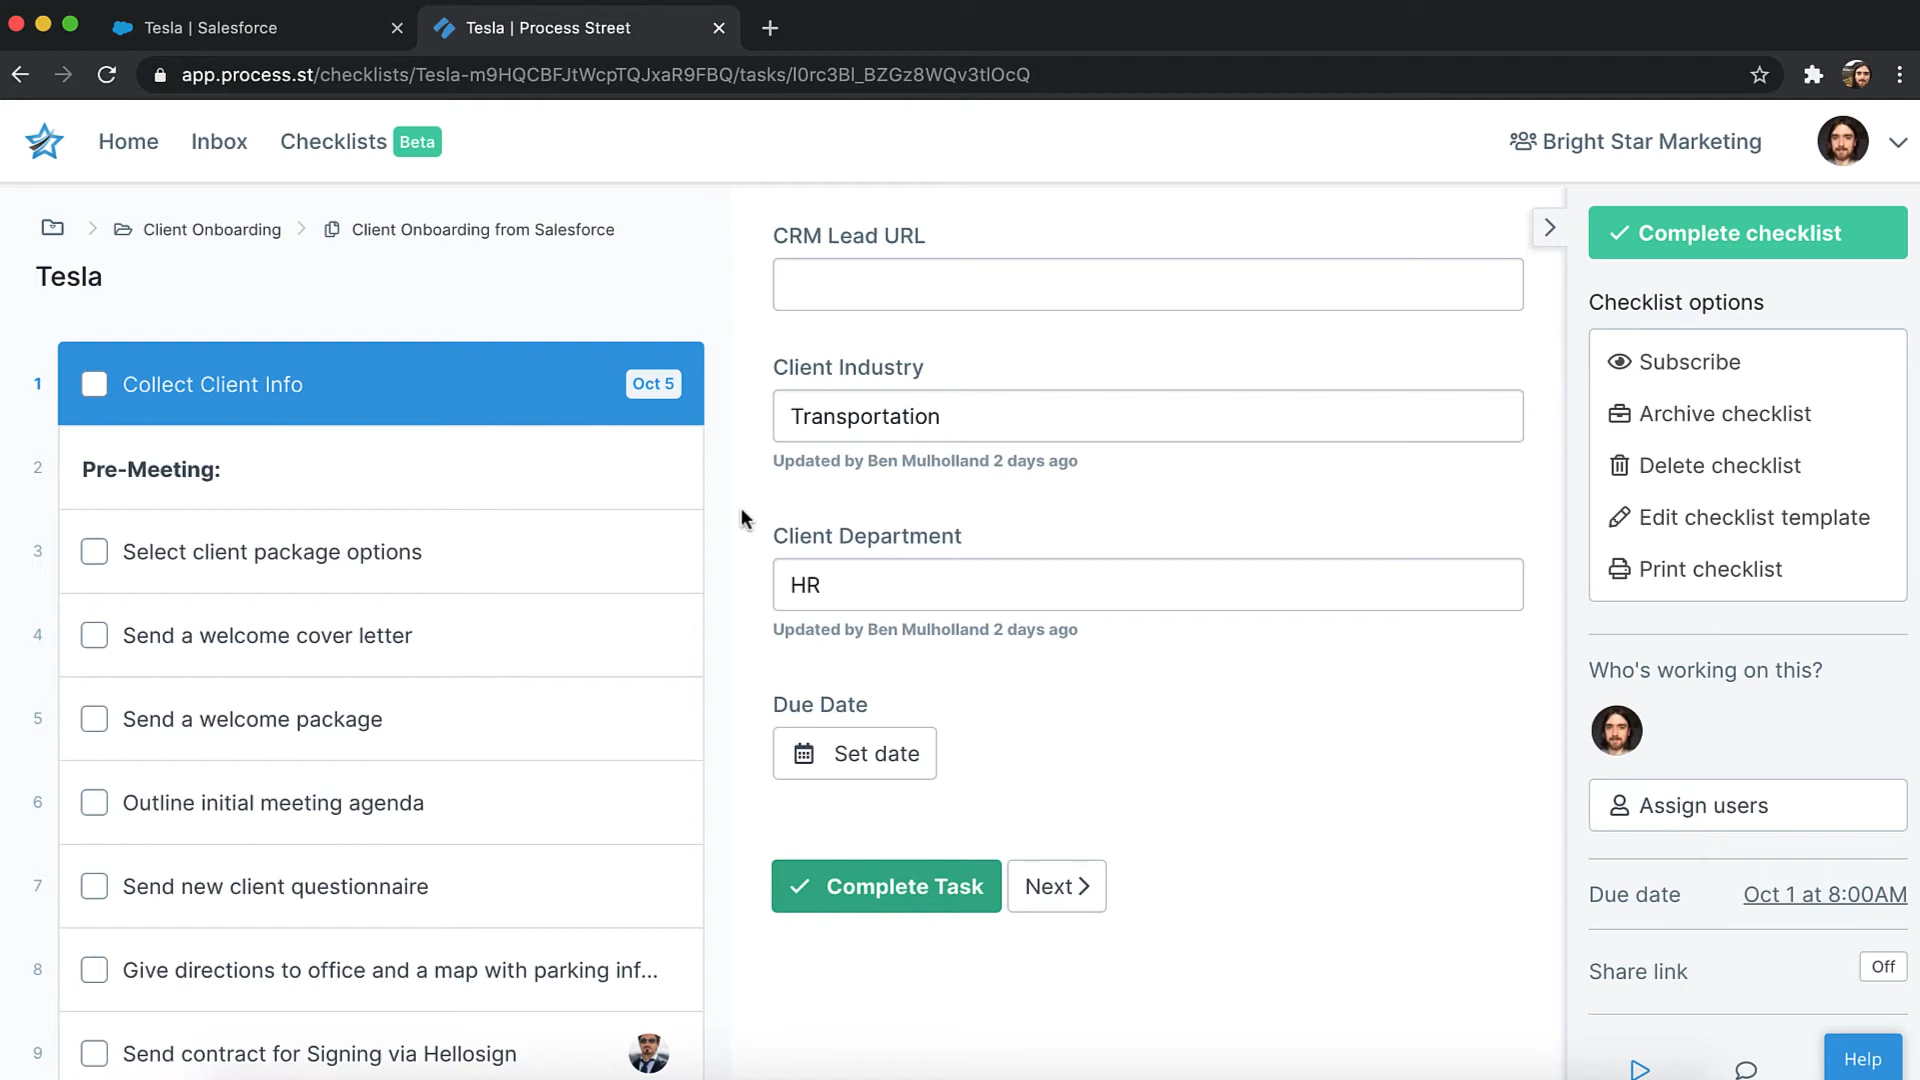 Tesla | Salesforce
Tesla | Process Street
app.process.st/checklists/Tesla-m9HQCBFJtWcpTQJxaR9FBQ/tasks/l0rc3Bl_BZGz8WQv3tlOcQ
Home
Inbox
Checklists Beta
Bright Star Marketing
Client Onboarding
Client Onboarding from Salesforce
Tesla
1 Collect Client Info Oct 5
2 Pre-Meeting:
3 Select client package options
4 Send a welcome cover letter
5 Send a welcome package
6 Outline initial meeting agenda
7 Send new client questionnaire
8 Give directions to office and a map with parking inf...
9 Send contract for Signing via Hellosign
CRM Lead URL
Client Industry
Transportation
Updated by Ben Mulholland 2 days ago
Client Department
HR
Updated by Ben Mulholland 2 days ago
Due Date
Set date
Complete Task
Next
Complete checklist
Checklist options
Subscribe
Archive checklist
Delete checklist
Edit checklist template
Print checklist
Who's working on this?
Assign users
Due date Oct 1 at 8:00AM
Share link Off
Help